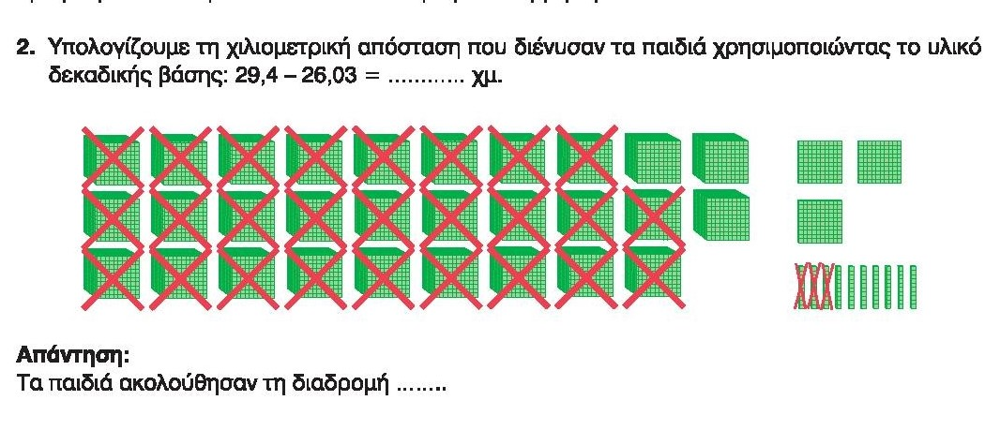 2. Υπολογίζουμε τη χιλιομετρική απόσταση που διένυσαν τα παιδιά χρησιμοποιώντας το υλικό
δεκαδικής βάσης: 29,4 – 26,03 = ............ χμ.
Απάντηση:
Τα παιδιά ακολούθησαν τη διαδρομή ........